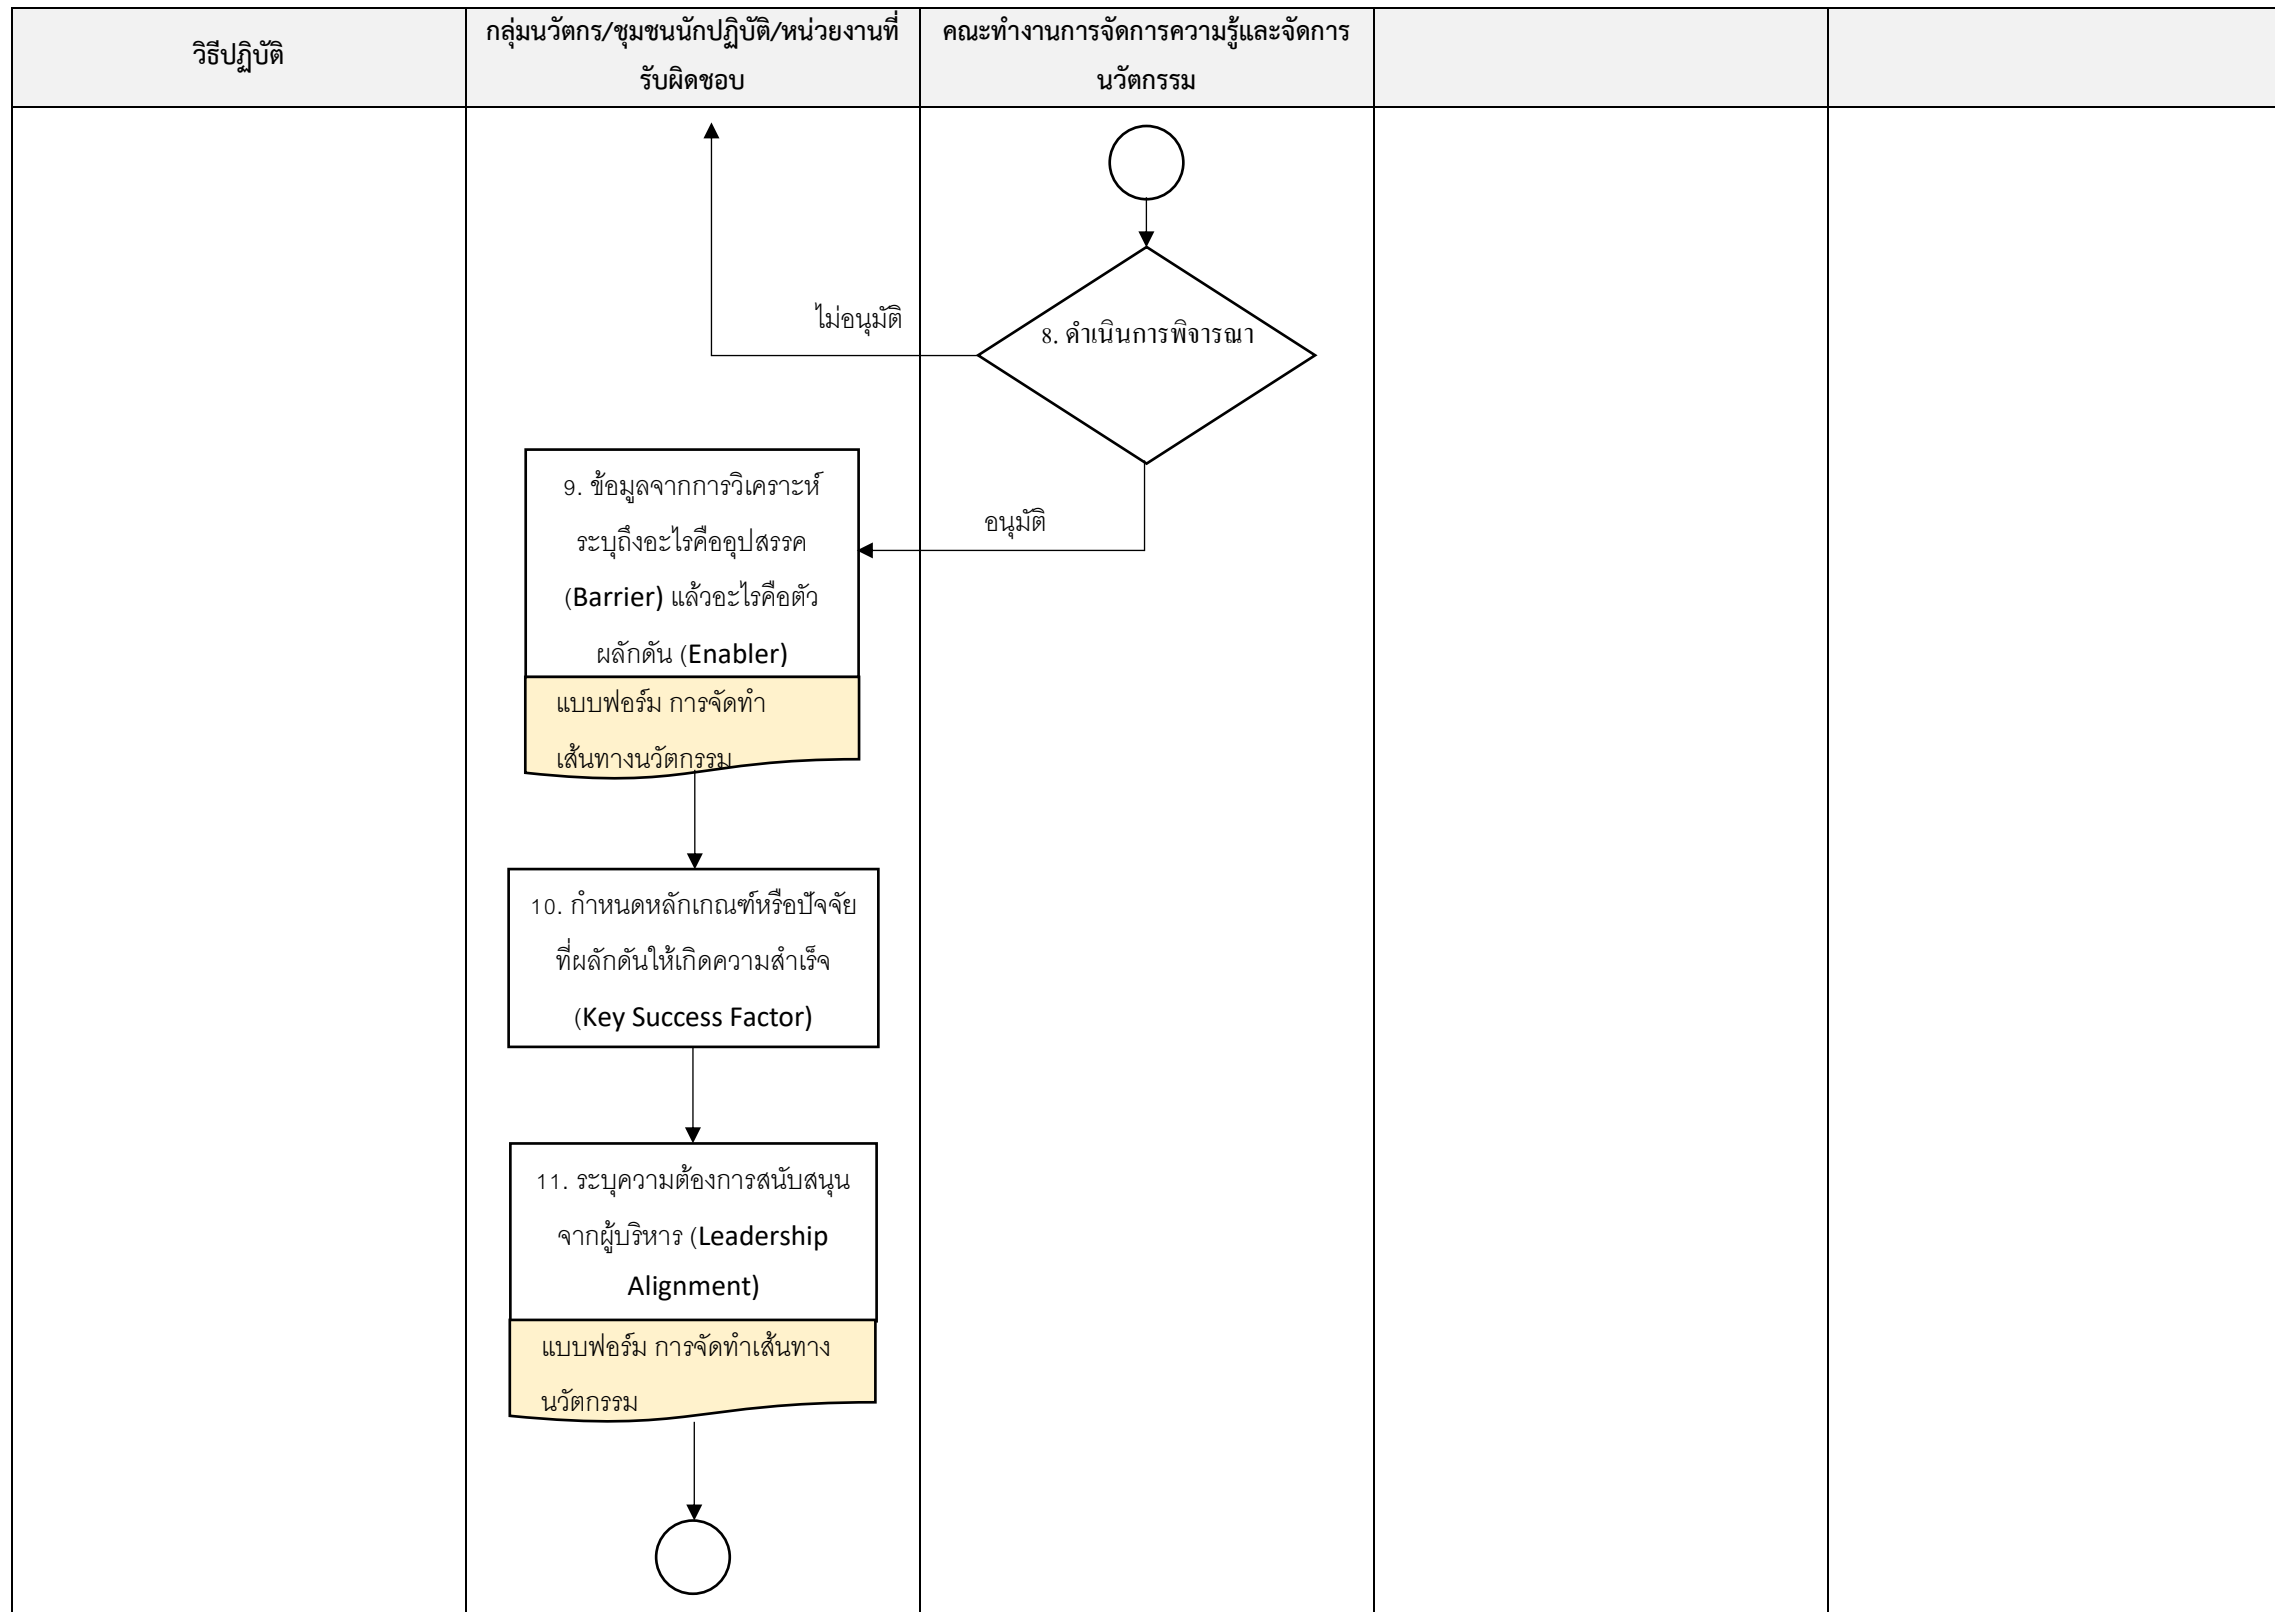 วิธีปฏิบัติ
กลุ่มนวัตกร/ชุมชนนักปฏิบัติ/หน่วยงานที่
รับผิดชอบ
คณะทำงานการจัดการความรู้และจัดการ
นวัตกรรม
ไม่อนุมัติ
8. ดำเนินการพิจารณา
อนุมัติ
9. ข้อมูลจากการวิเคราะห์
ระบุถึงอะไรคืออุปสรรค
(Barrier) แล้วอะไรคือตัว
ผลักดัน (Enabler)
แบบฟอร์ม การจัดทำ
เส้นทางนวัตกรรม
10. กำหนดหลักเกณฑ์หรือปัจจัย
ที่ผลักดันให้เกิดความสำเร็จ
(Key Success Factor)
11. ระบุความต้องการสนับสนุน
จากผู้บริหาร (Leadership
Alignment)
แบบฟอร์ม การจัดทำเส้นทาง
นวัตกรรม